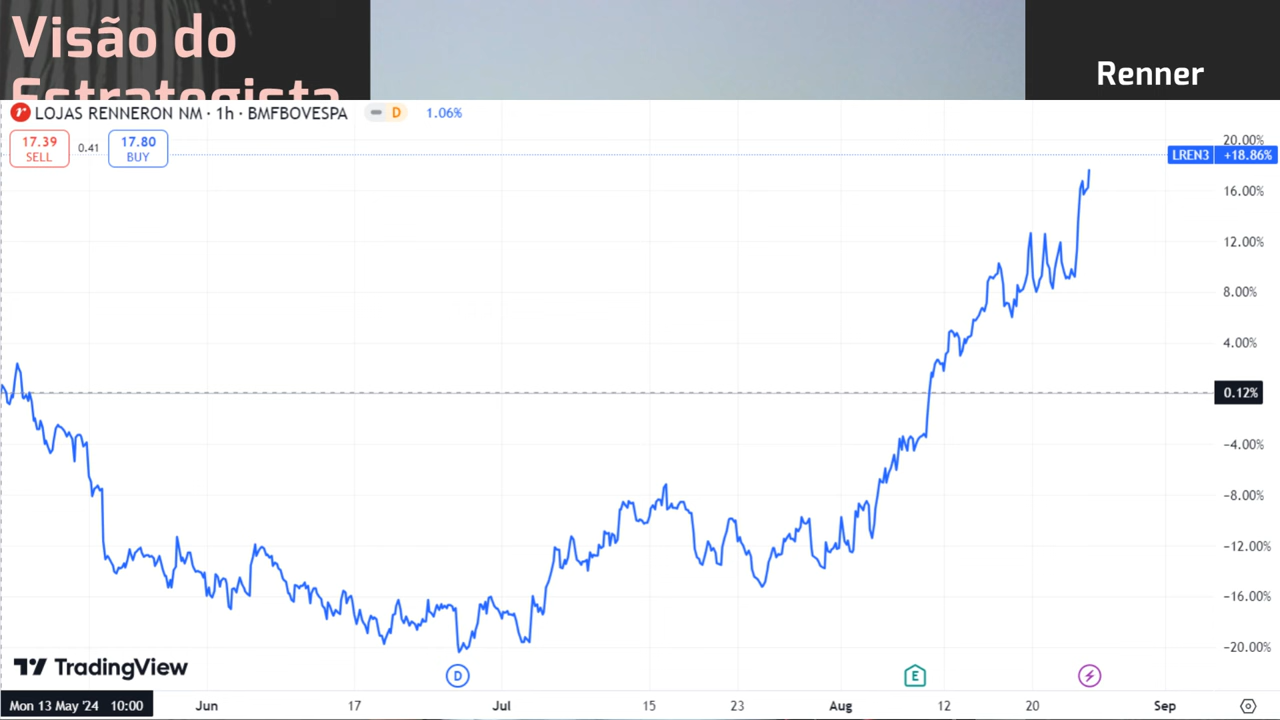 Visão do
Estrategista
Renner
LOJAS RENNERON NM · 1h · BMFBOVESPA
D
1.06%
17.39
SELL
0.41
17.80
BUY
20.00%
LREN3
+18.86%
16.00%
12.00%
8.00%
4.00%
0.12%
−4.00%
−8.00%
−12.00%
−16.00%
−20.00%
TradingView
D
E
Mon 13 May '24 10:00
Jun
17
Jul
15
23
Aug
12
20
Sep